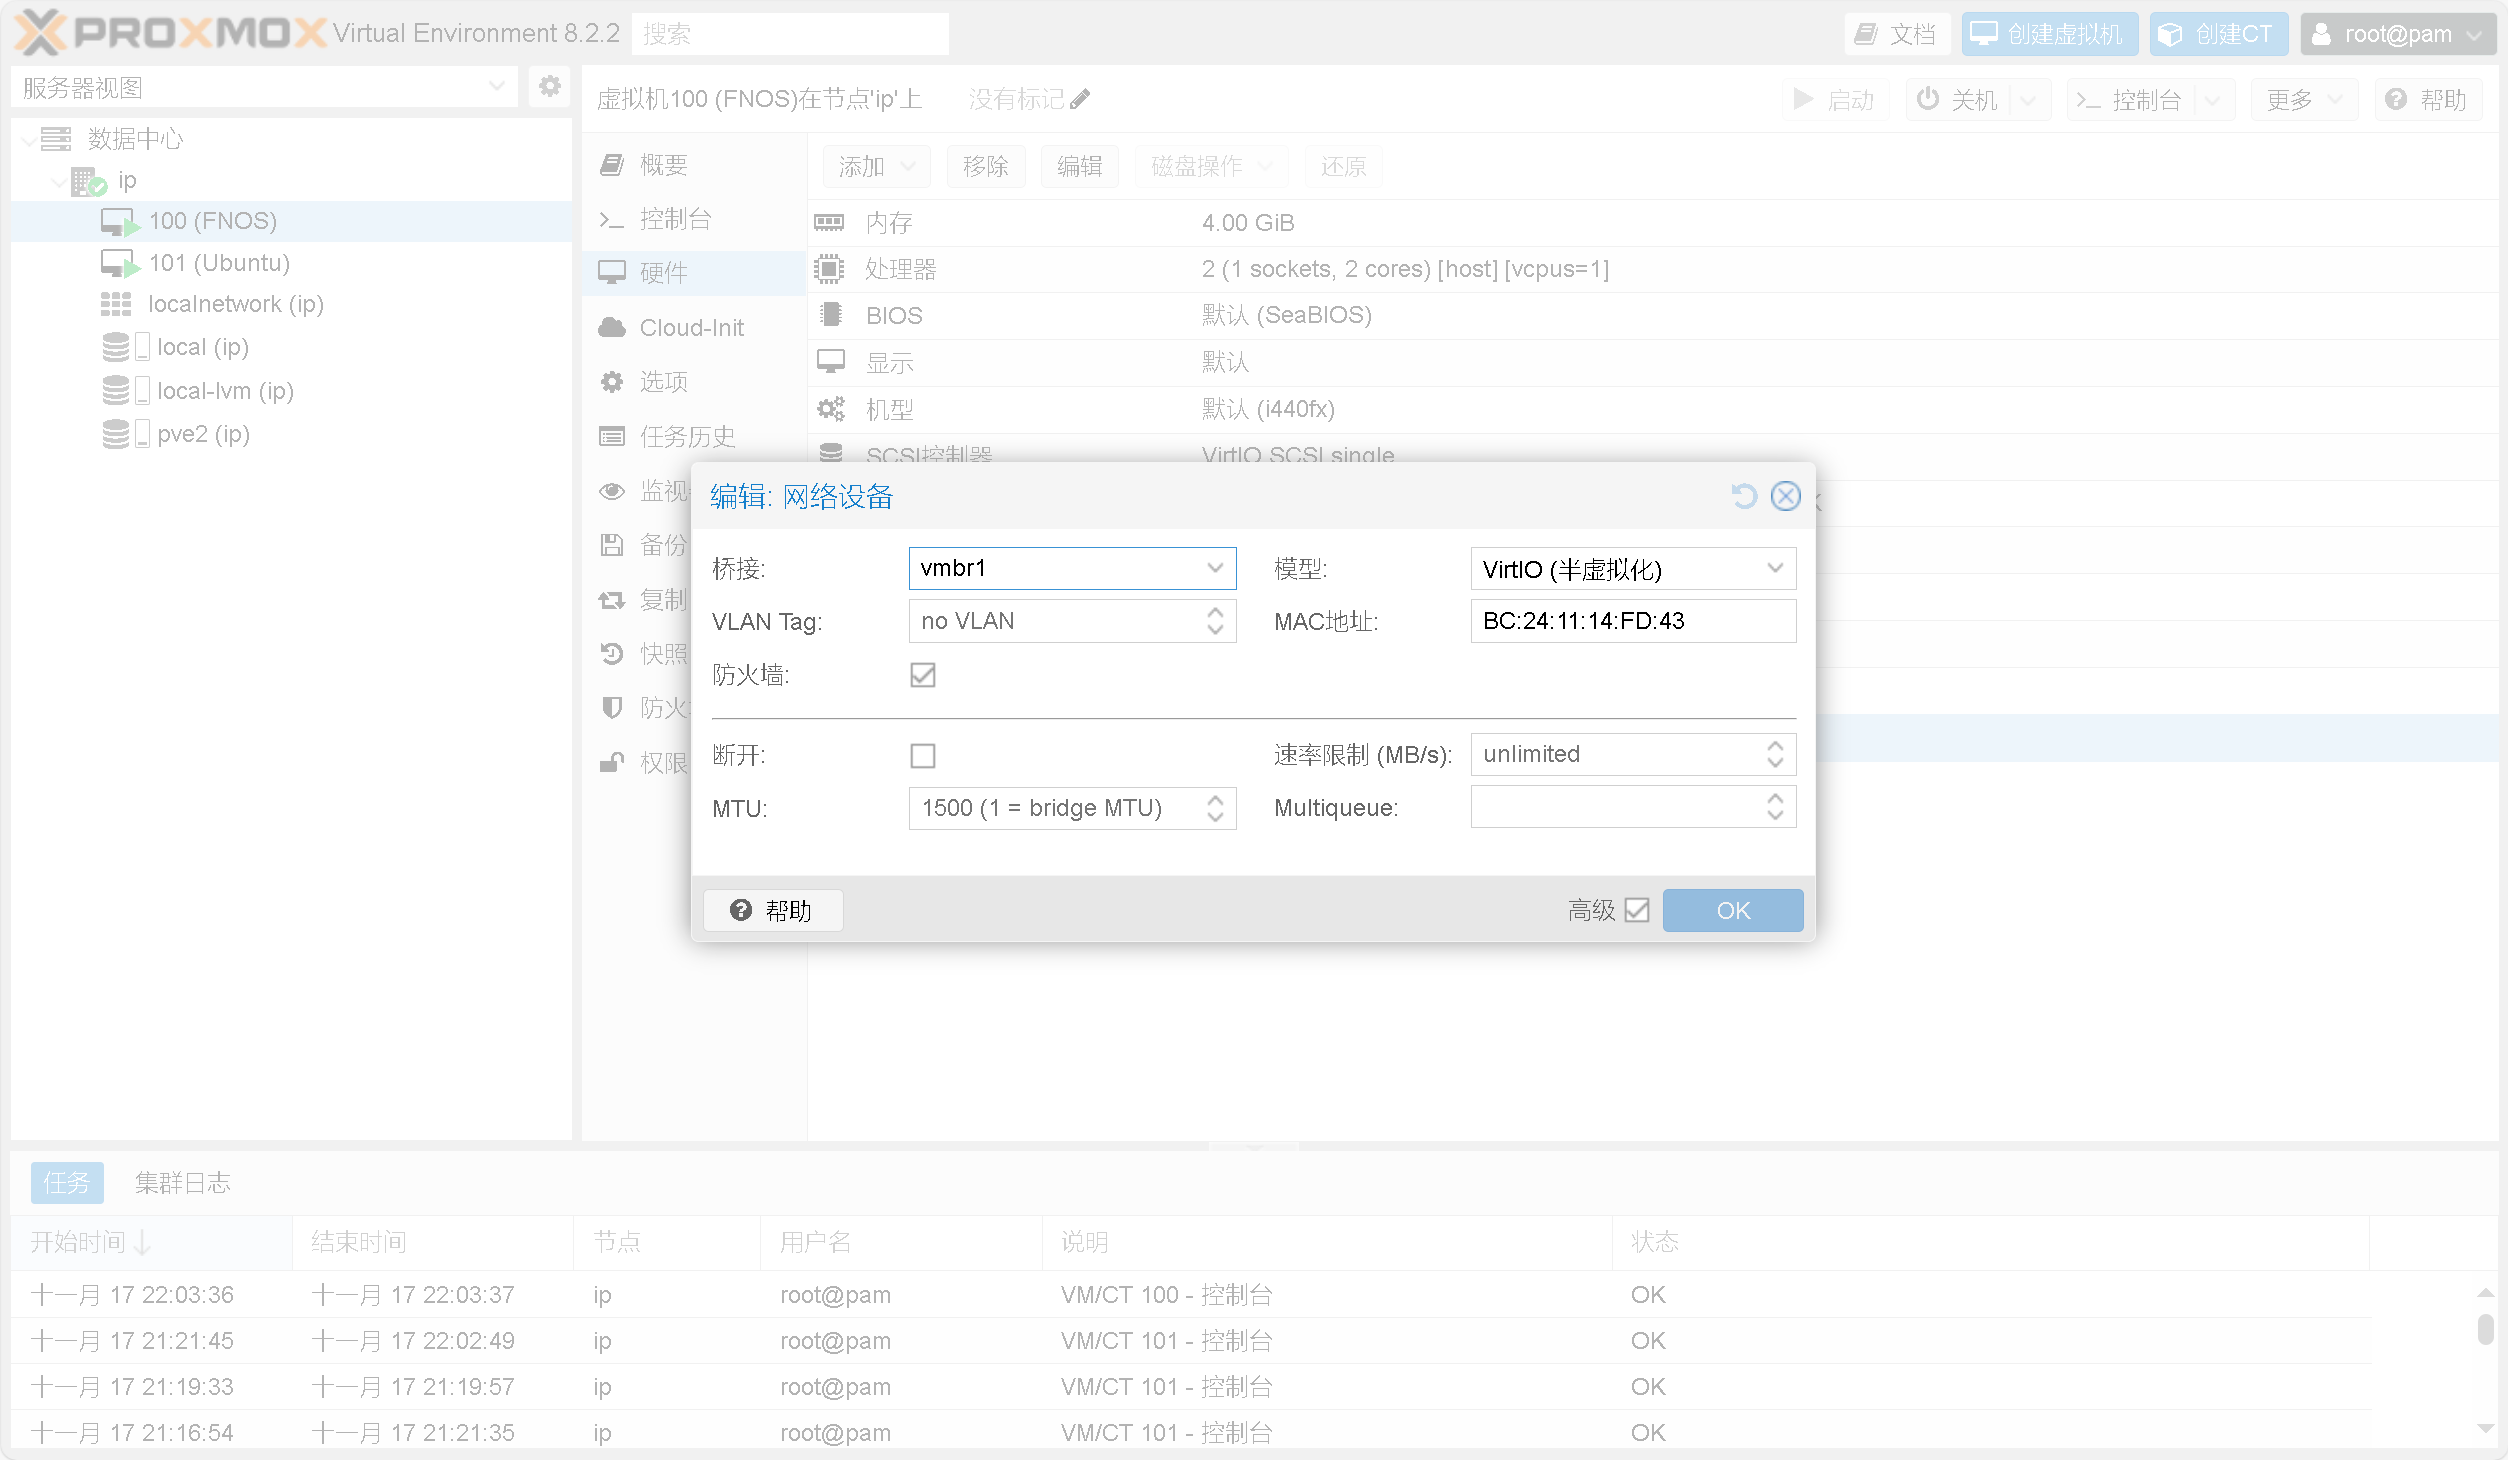 PROXMOX Virtual Environment 8.2.2 搜索 文档 创建虚拟机 创建CT root@pam
服务器视图
虚拟机100 (FNOS)在节点'ip'上 没有标记 启动 关机 控制台 更多 帮助
数据中心
ip
100 (FNOS)
101 (Ubuntu)
localnetwork (ip)
local (ip)
local-lvm (ip)
pve2 (ip)
概要
控制台
硬件
Cloud-Init
选项
任务历史
监视
备份
复制
快照
防火
权限
添加 移除 编辑 磁盘操作 还原
内存 4.00 GiB
处理器 2 (1 sockets, 2 cores) [host] [vcpus=1]
BIOS 默认 (SeaBIOS)
显示 默认
机型 默认 (i440fx)
SCSI控制器 VirtIO SCSI single
编辑: 网络设备
桥接: vmbr1 模型: VirtIO (半虚拟化)
VLAN Tag: no VLAN MAC地址: BC:24:11:14:FD:43
防火墙:
断开: 速率限制 (MB/s): unlimited
MTU: 1500 (1 = bridge MTU) Multiqueue:
帮助 高级 OK
任务 集群日志
开始时间 结束时间 节点 用户名 说明 状态
十一月 17 22:03:36 十一月 17 22:03:37 ip root@pam VM/CT 100 - 控制台 OK
十一月 17 21:21:45 十一月 17 22:02:49 ip root@pam VM/CT 101 - 控制台 OK
十一月 17 21:19:33 十一月 17 21:19:57 ip root@pam VM/CT 101 - 控制台 OK
十一月 17 21:16:54 十一月 17 21:21:35 ip root@pam VM/CT 101 - 控制台 OK